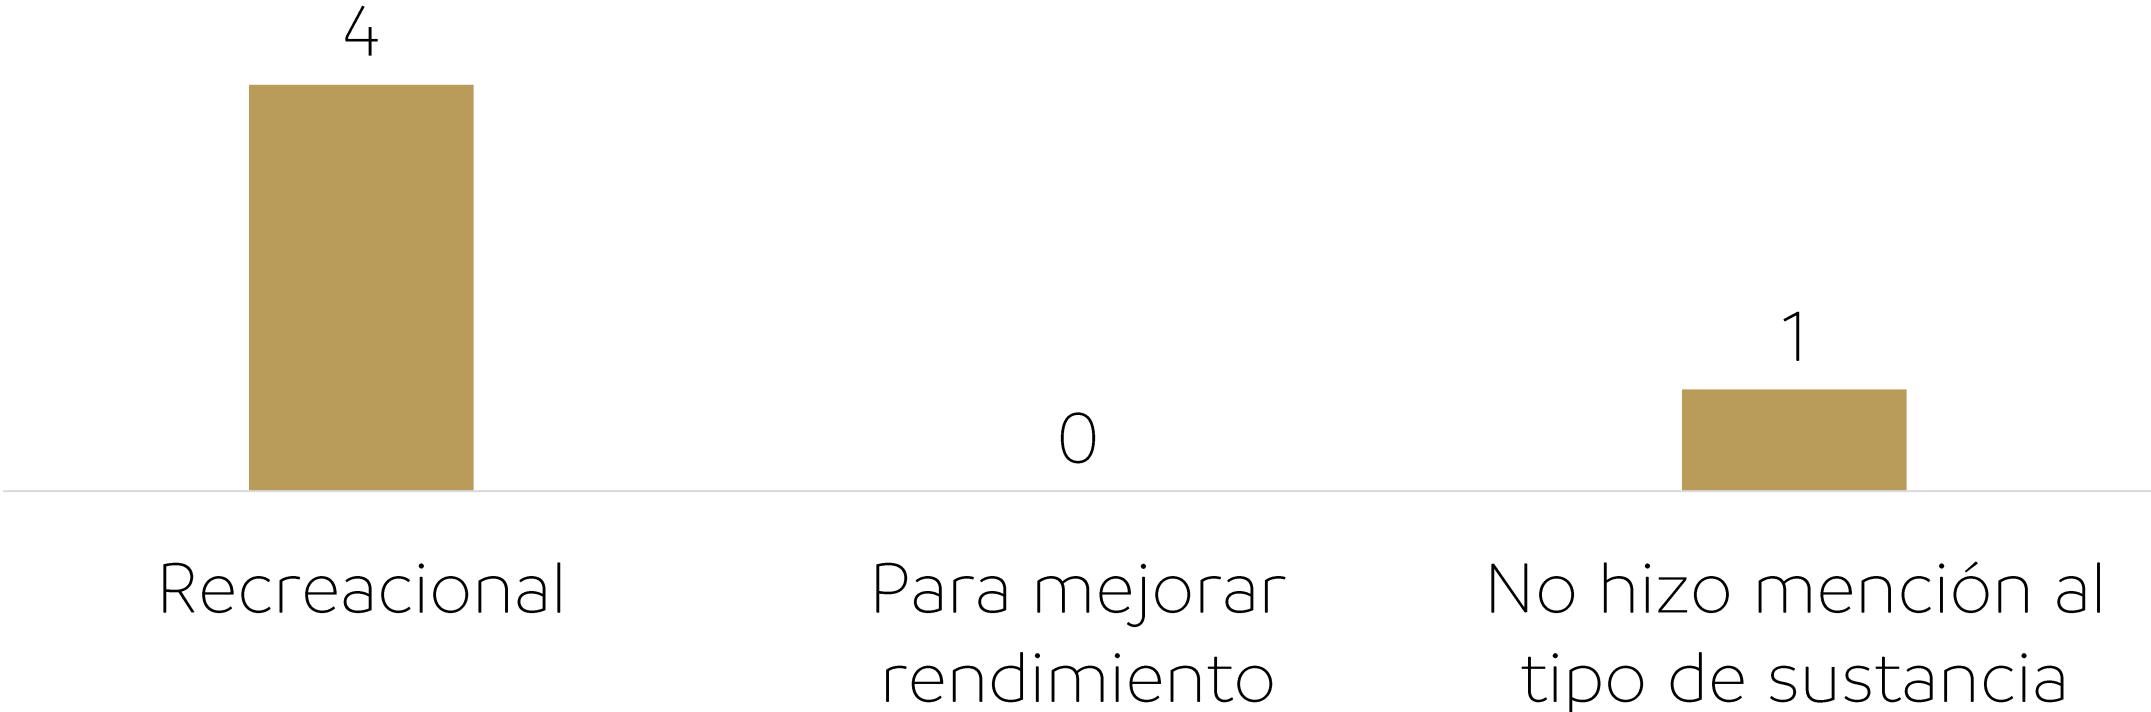 4
0
1
Recreacional
Para mejorar
rendimiento
No hizo mención al
tipo de sustancia